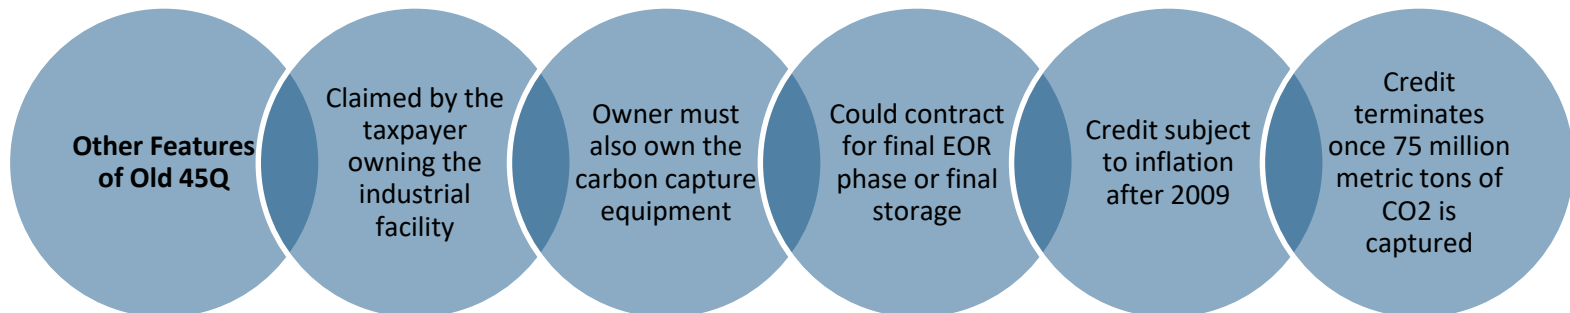 Other Features
of Old 45Q
Claimed by the
taxpayer
owning the
industrial
facility
Owner must
also own the
carbon capture
equipment
Could contract
for final EOR
phase or final
storage
Credit subject
to inflation
after 2009
Credit
terminates
once 75 million
metric tons of
CO2 is
captured